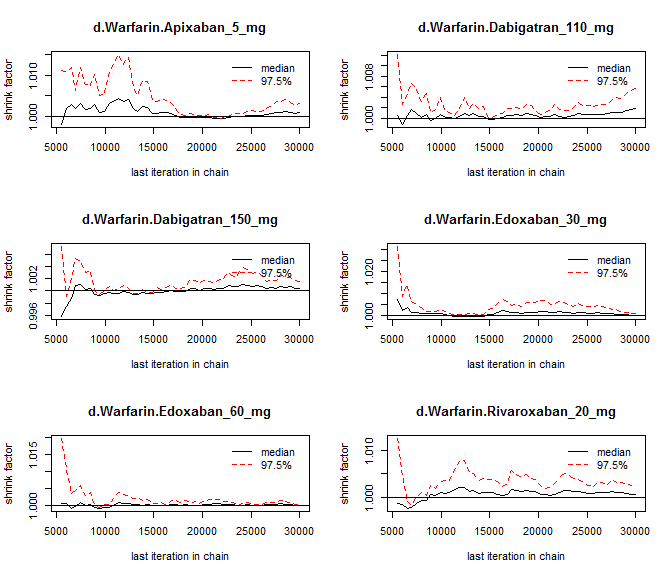 d.Warfarin.Apixaban_5_mg
shrink factor
1.000 1.010
median
97.5%
5000 10000 15000 20000 25000 30000
last iteration in chain
d.Warfarin.Dabigatran_110_mg
shrink factor
1.000 1.008
median
97.5%
5000 10000 15000 20000 25000 30000
last iteration in chain
d.Warfarin.Dabigatran_150_mg
shrink factor
0.996 1.002
median
97.5%
5000 10000 15000 20000 25000 30000
last iteration in chain
d.Warfarin.Edoxaban_30_mg
shrink factor
1.000 1.020
median
97.5%
5000 10000 15000 20000 25000 30000
last iteration in chain
d.Warfarin.Edoxaban_60_mg
shrink factor
1.000 1.015
median
97.5%
5000 10000 15000 20000 25000 30000
last iteration in chain
d.Warfarin.Rivaroxaban_20_mg
shrink factor
1.000 1.010
median
97.5%
5000 10000 15000 20000 25000 30000
last iteration in chain